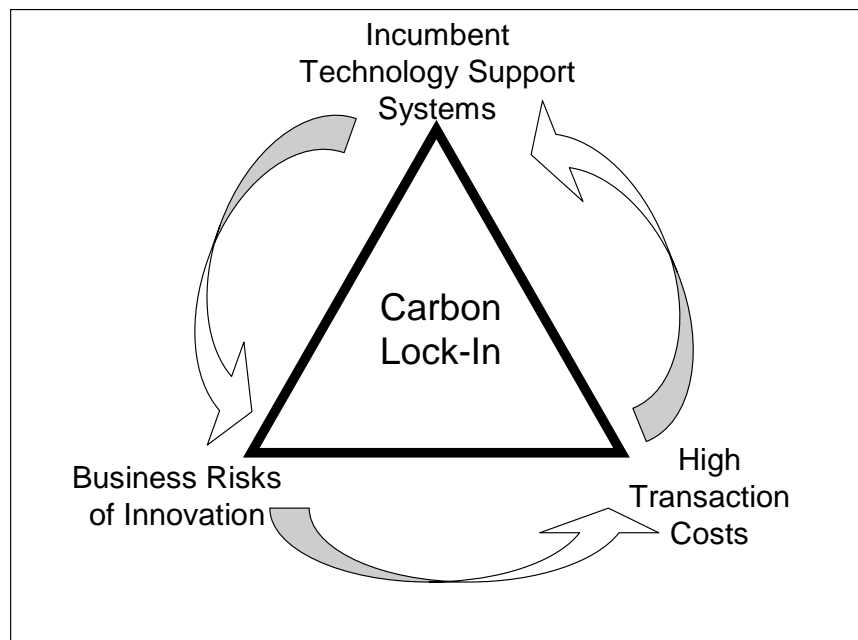 Incumbent
Technology Support
Systems
Carbon
Lock-In
Business Risks
of Innovation
High
Transaction
Costs